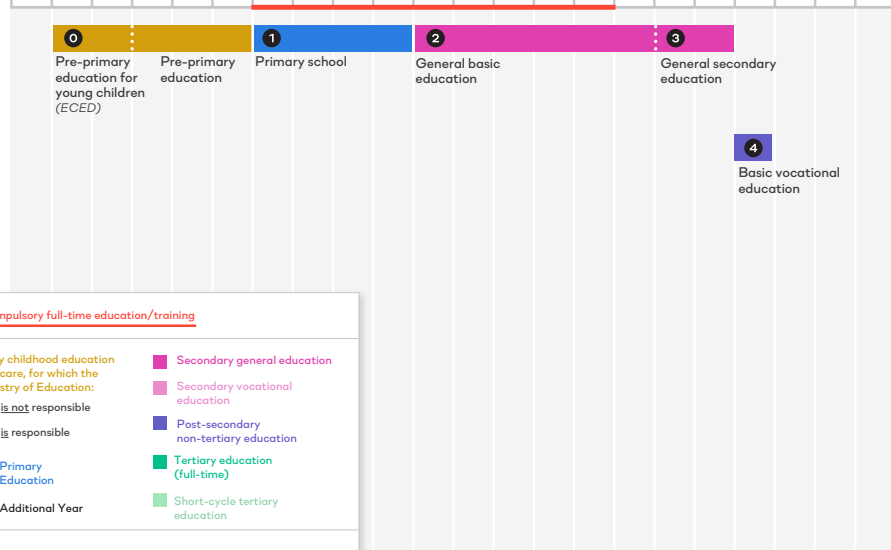 0
1
2
3
Pre-primary
education for
young children
(ECED)
Pre-primary
education
Primary school
General basic
education
General secondary
education
4
Basic vocational
education
mpulsory full-time education/training
y childhood education
care, for which the
stry of Education:
is not responsible
is responsible
Primary
Education
Additional Year
Secondary general education
Secondary vocational
education
Post-secondary
non-tertiary education
Tertiary education
(full-time)
Short-cycle tertiary
education